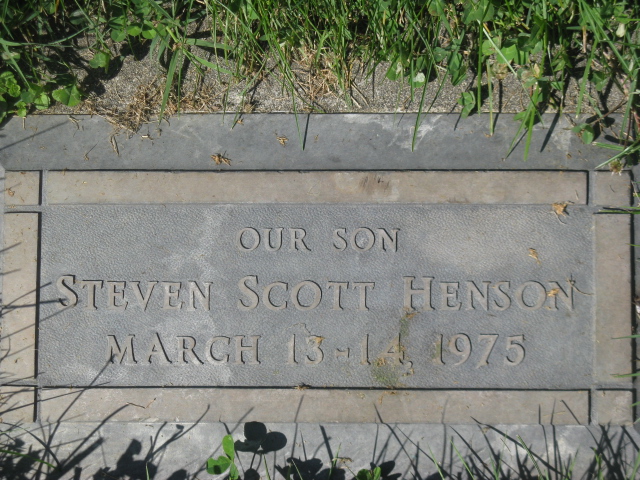 OUR SON
STEVEN SCOTT HENSON
MARCH 13-14, 1975